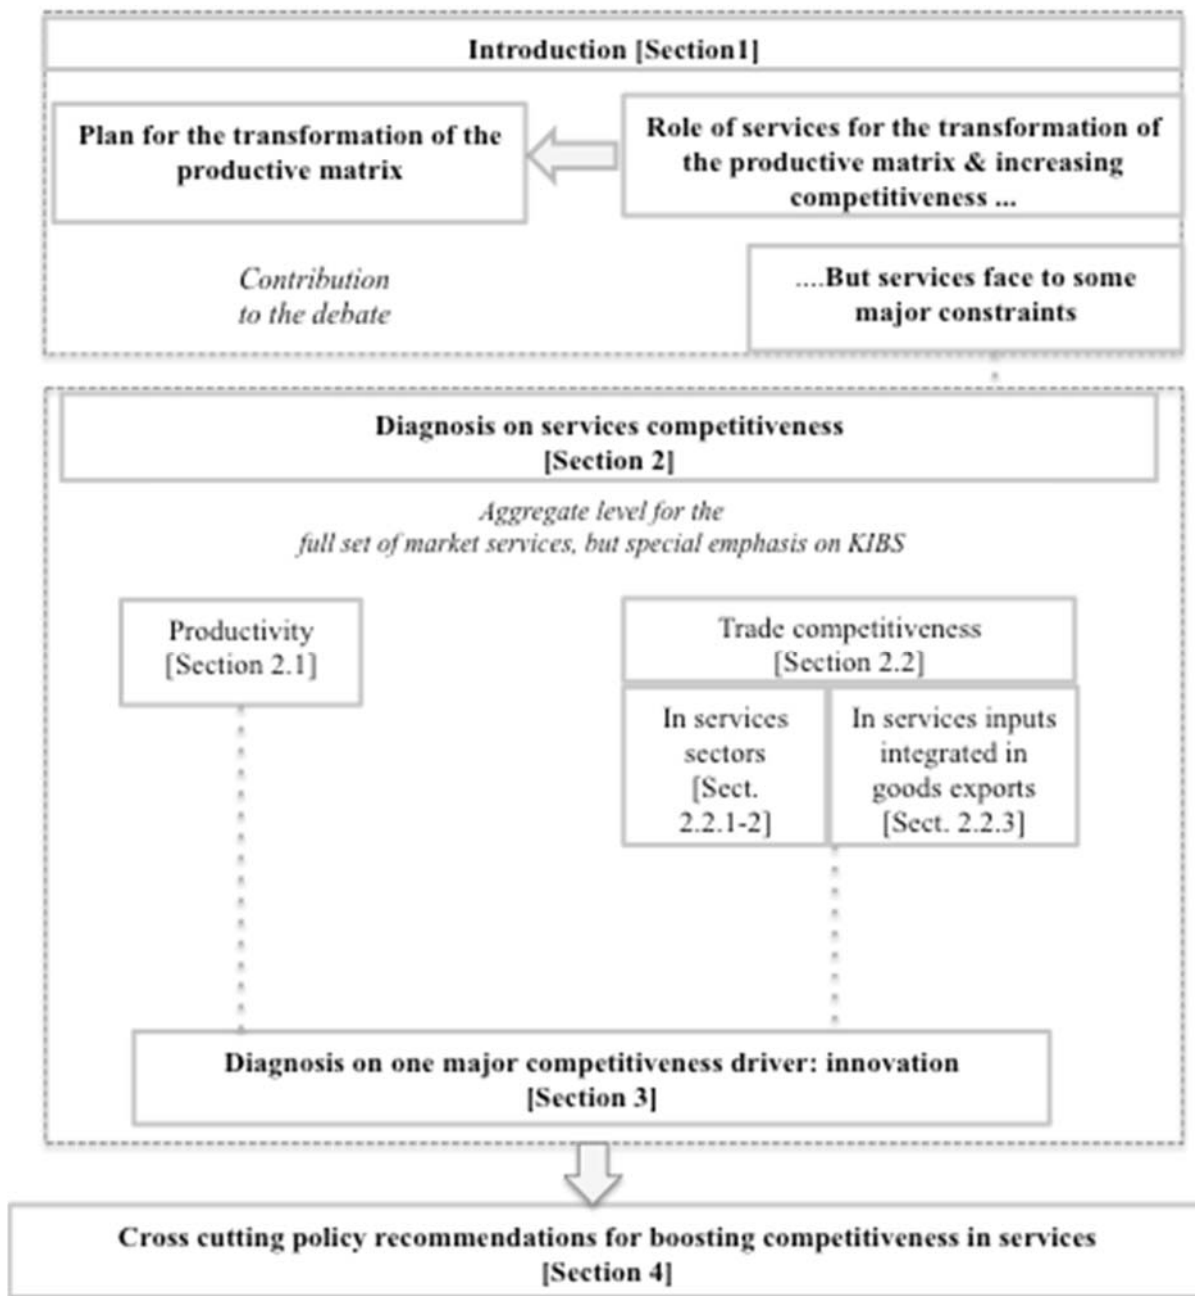 Introduction [Section1]
Plan for the transformation of the
productive matrix
Role of services for the transformation of
the productive matrix & increasing
competitiveness ...
Contribution
to the debate
....But services face to some
major constraints
Diagnosis on services competitiveness
[Section 2]
Aggregate level for the
full set of market services, but special emphasis on KIBS
Productivity
[Section 2.1]
Trade competitiveness
[Section 2.2]
In services
sectors
[Sect.
2.2.1-2]
In services inputs
integrated in
goods exports
[Sect. 2.2.3]
Diagnosis on one major competitiveness driver: innovation
[Section 3]
Cross cutting policy recommendations for boosting competitiveness in services
[Section 4]